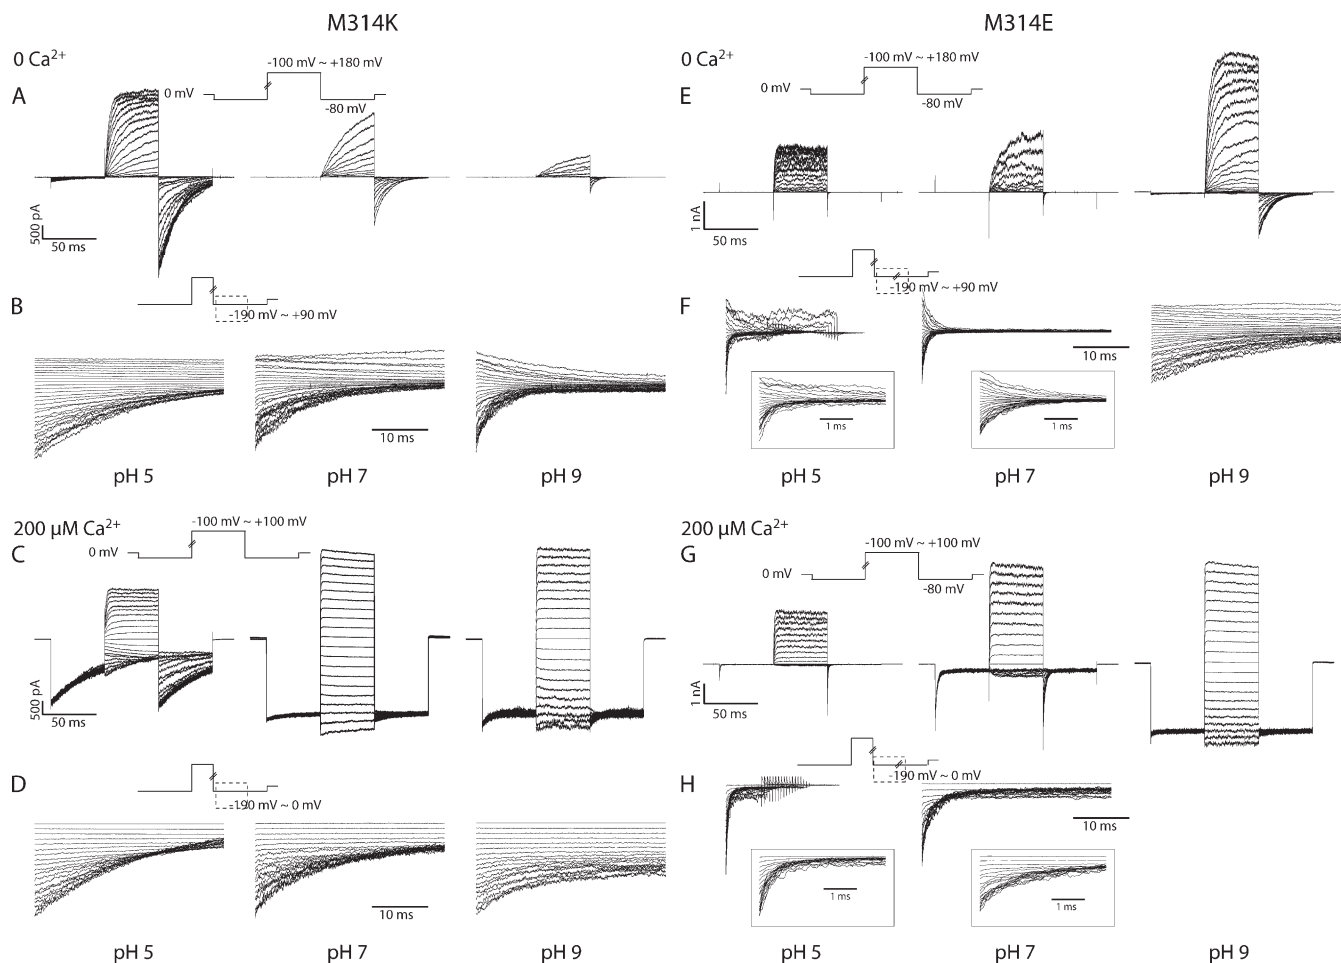 M314K
0 Ca2+
A
-100 mV ~ +180 mV
0 mV
-80 mV
500 pA
50 ms
B
-190 mV ~ +90 mV
10 ms
pH 5
pH 7
pH 9
200 µM Ca2+
C
-100 mV ~ +100 mV
0 mV
500 pA
50 ms
D
-190 mV ~ 0 mV
10 ms
pH 5
pH 7
pH 9
M314E
0 Ca2+
E
-100 mV ~ +180 mV
0 mV
-80 mV
1 nA
50 ms
F
-190 mV ~ +90 mV
10 ms
1 ms
1 ms
pH 5
pH 7
pH 9
200 µM Ca2+
G
-100 mV ~ +100 mV
0 mV
-80 mV
1 nA
50 ms
H
-190 mV ~ 0 mV
10 ms
1 ms
1 ms
pH 5
pH 7
pH 9